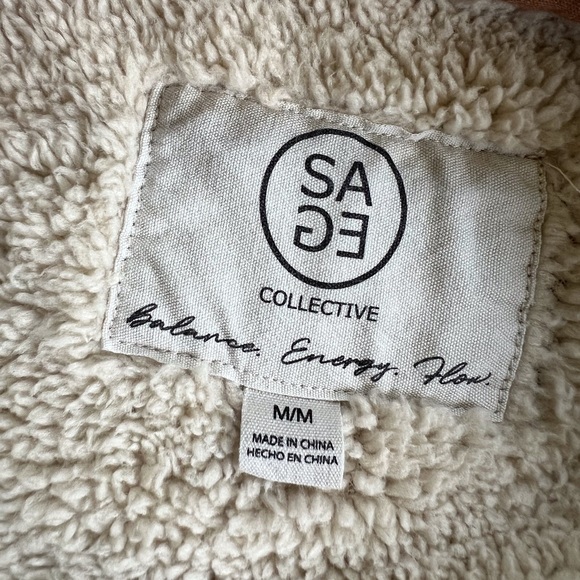 SA
GE
COLLECTIVE
Balance. Energy. Flow.
M/M
MADE IN CHINA
HECHO EN CHINA